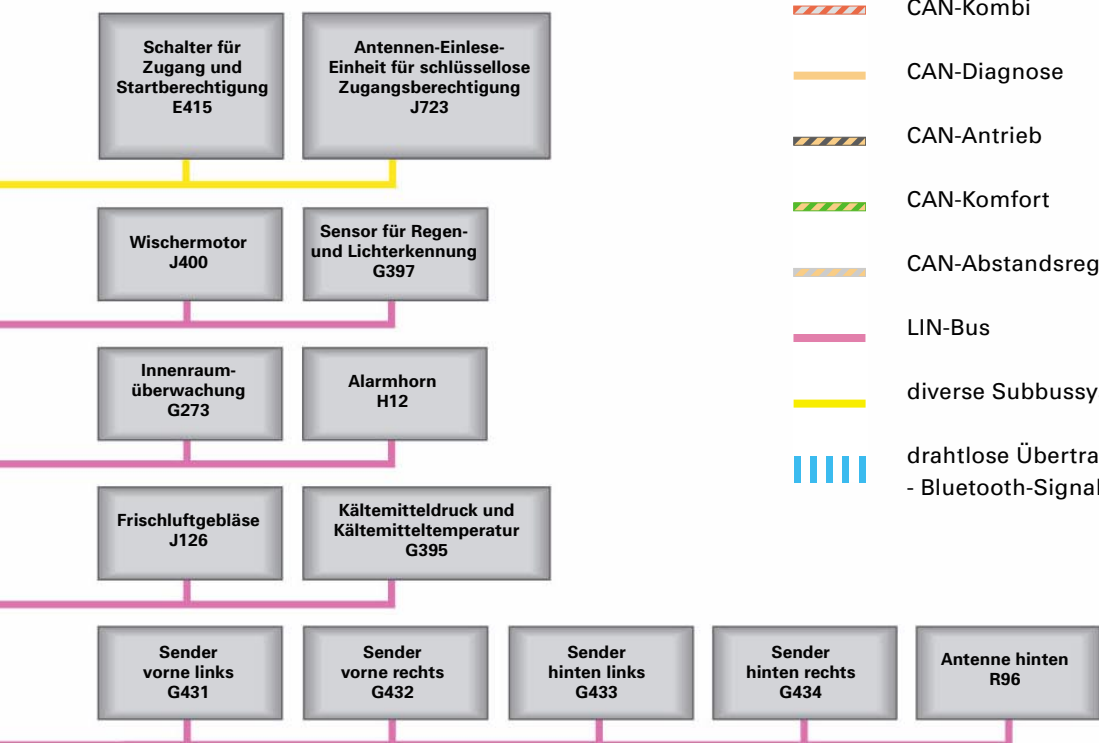 Schalter für
Zugang und
Startberechtigung
E415
Antennen-Einlese-
Einheit für schlüssellose
Zugangsberechtigung
J723
Wischermotor
J400
Sensor für Regen-
und Lichterkennung
G397
Innenraum-
überwachung
G273
Alarmhorn
H12
Frischluftgebläse
J126
Kältemitteldruck und
Kältemitteltemperatur
G395
Sender
vorne links
G431
Sender
vorne rechts
G432
Sender
hinten links
G433
Sender
hinten rechts
G434
Antenne hinten
R96
CAN-Kombi
CAN-Diagnose
CAN-Antrieb
CAN-Komfort
CAN-Abstandsreg
LIN-Bus
diverse Subbussy
drahtlose Übertra
- Bluetooth-Signal